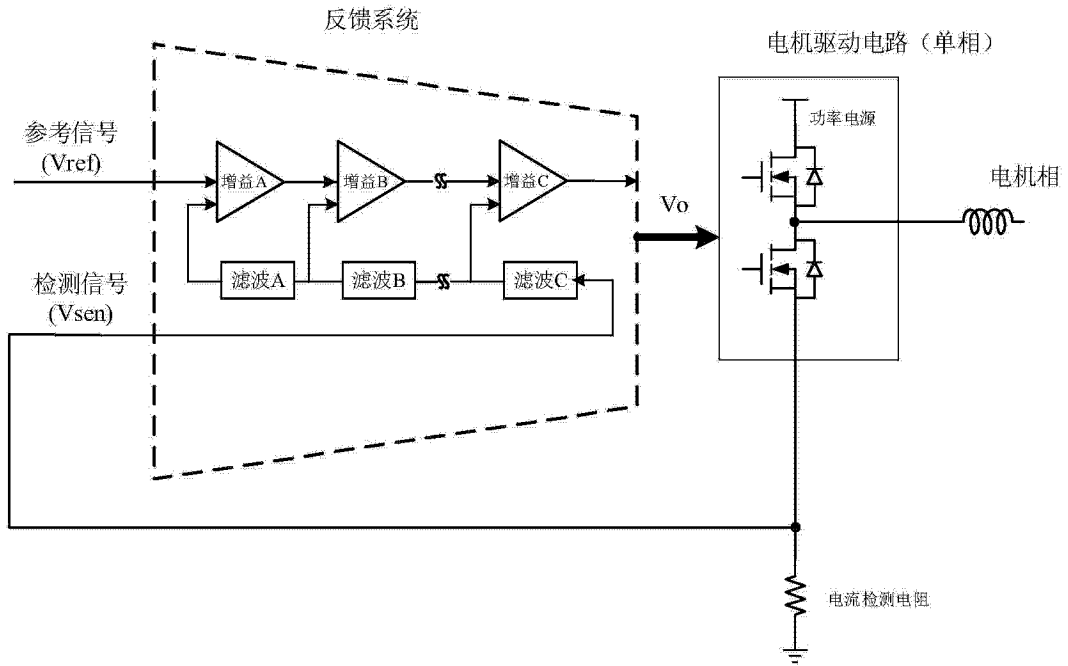 反馈系统
电机驱动电路（单相）
功率电源
参考信号
(Vref)
增益A
增益B
增益C
电机相
Vo
检测信号
(Vsen)
滤波A
滤波B
滤波C
电流检测电阻